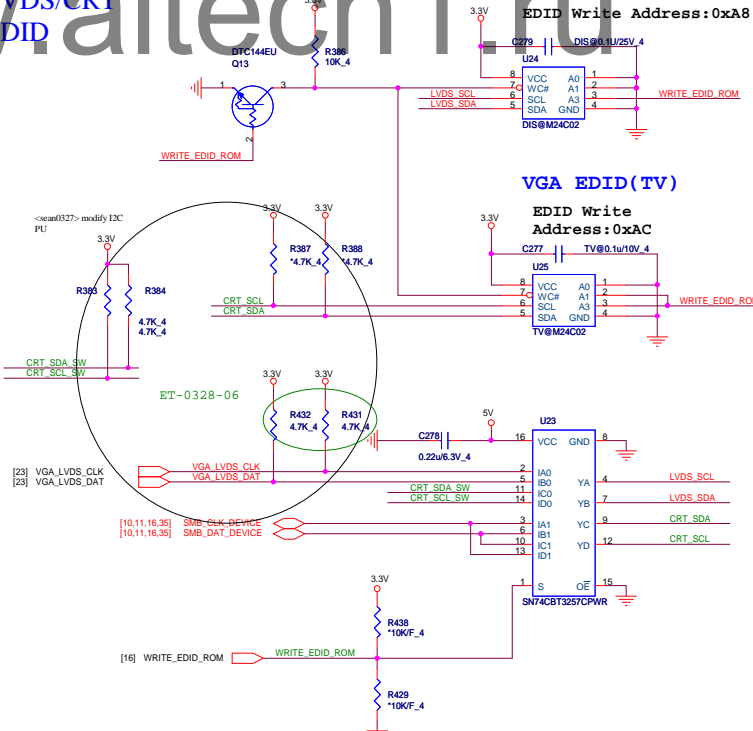 VDS/CRT
DID
w.aitech1.ru
3.3V
R386
10K_4
DTC144EU
Q13
1
3
2
WRITE_EDID_ROM
EDID Write Address:0xA8
3.3V
C279
DIS@0.1U/25V_4
U24
8 VCC A0 1
7 WC# A1 2
6 SCL A3 3
5 SDA GND 4
LVDS_SCL
LVDS_SDA
WRITE_EDID_ROM
DIS@M24C02
VGA EDID(TV)
EDID Write
Address:0xAC
3.3V
C277
TV@0.1u/10V_4
U25
8 VCC A0 1
7 WC# A1 2
6 SCL A3 3
5 SDA GND 4
WRITE_EDID_RO
TV@M24C02
<sean0327> modify I2C
PU
3.3V
R383
R384
4.7K_4
4.7K_4
3.3V
3.3V
R387
*4.7K_4
R388
*4.7K_4
CRT_SCL
CRT_SDA
CRT_SDA_SW
CRT_SCL_SW
ET-0328-06
3.3V
3.3V
R432
4.7K_4
R431
4.7K_4
[23] VGA_LVDS_CLK
[23] VGA_LVDS_DAT
VGA_LVDS_CLK
VGA_LVDS_DAT
CRT_SDA_SW
CRT_SCL_SW
[10,11,16,35] SMB_CLK_DEVICE
[10,11,16,35] SMB_DAT_DEVICE
C278
0.22u/6.3V_4
5V
U23
16 VCC GND 8
2 IA0
5 IB0 YA 4 LVDS_SCL
11 IC0
14 ID0 YB 7 LVDS_SDA
3 IA1 YC 9 CRT_SDA
6 IB1
10 IC1 YD 12 CRT_SCL
13 ID1
1 S OE 15
SN74CBT3257CPWR
3.3V
R438
*10K/F_4
[16] WRITE_EDID_ROM
WRITE_EDID_ROM
R429
*10K/F_4